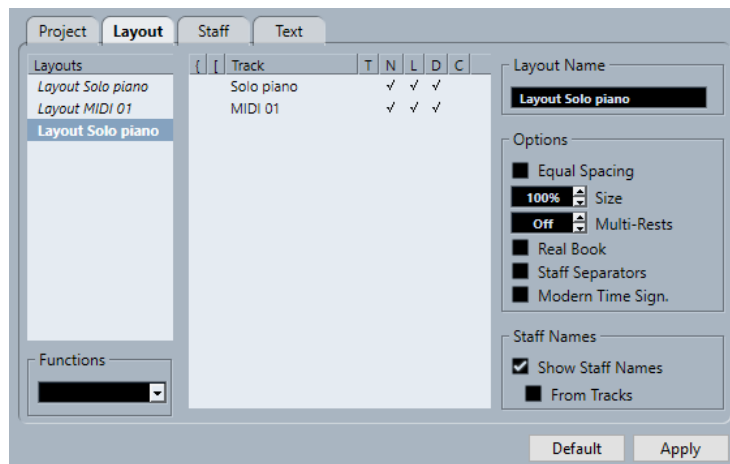 Project Layout Staff Text
Layouts
Layout Solo piano
Layout MIDI 01
Layout Solo piano
Functions
{ [ Track T N L D C
Solo piano √ √ √
MIDI 01 √ √ √
Layout Name
Layout Solo piano
Options
Equal Spacing
100% Size
Off Multi-Rests
Real Book
Staff Separators
Modern Time Sign.
Staff Names
Show Staff Names
From Tracks
Default Apply